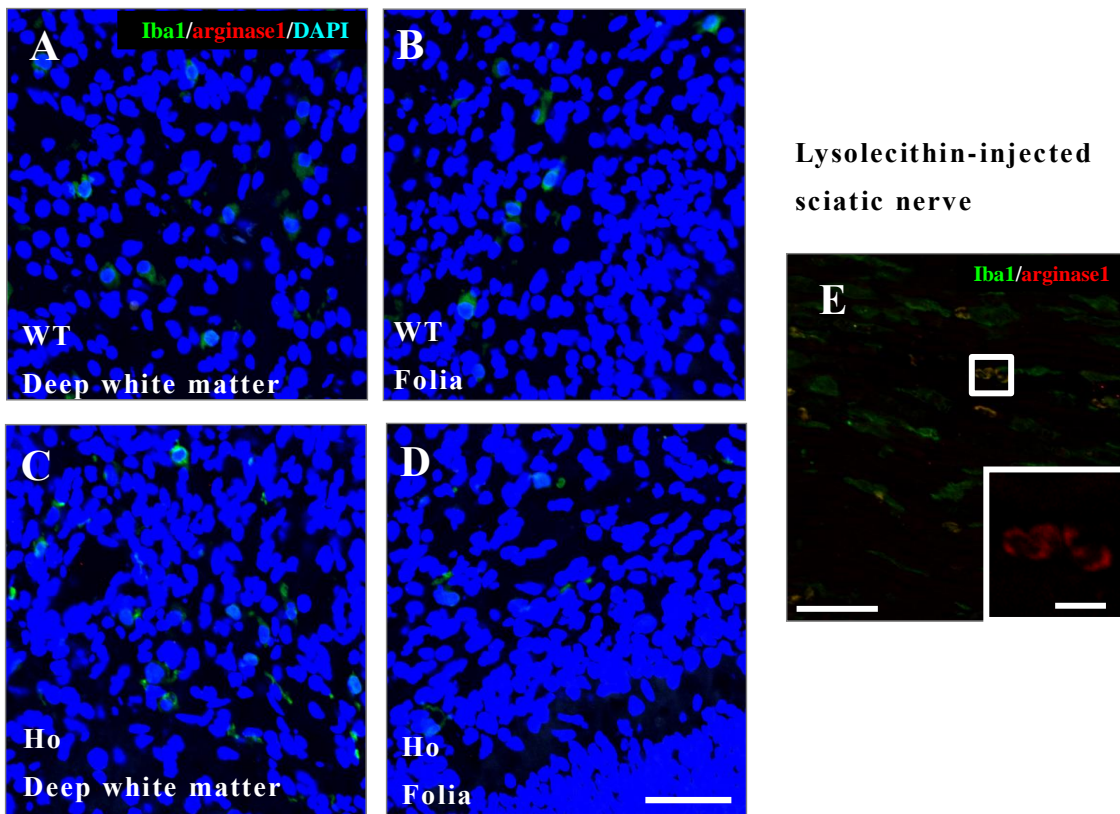 A
Iba1/arginase1/DAPI
WT
Deep white matter
B
WT
Folia
Lysolecithin-injected
sciatic nerve
C
Ho
Deep white matter
D
Ho
Folia
E
Iba1/arginase1